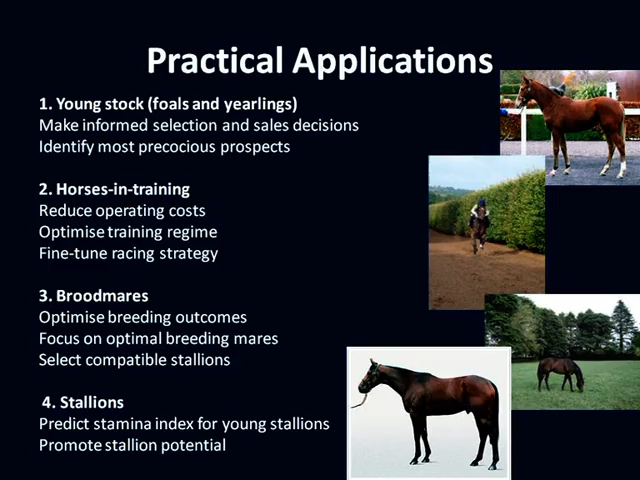 Practical Applications
1. Young stock (foals and yearlings)
Make informed selection and sales decisions
Identify most precocious prospects
2. Horses-in-training
Reduce operating costs
Optimise training regime
Fine-tune racing strategy
3. Broodmares
Optimise breeding outcomes
Focus on optimal breeding mares
Select compatible stallions
4. Stallions
Predict stamina index for young stallions
Promote stallion potential